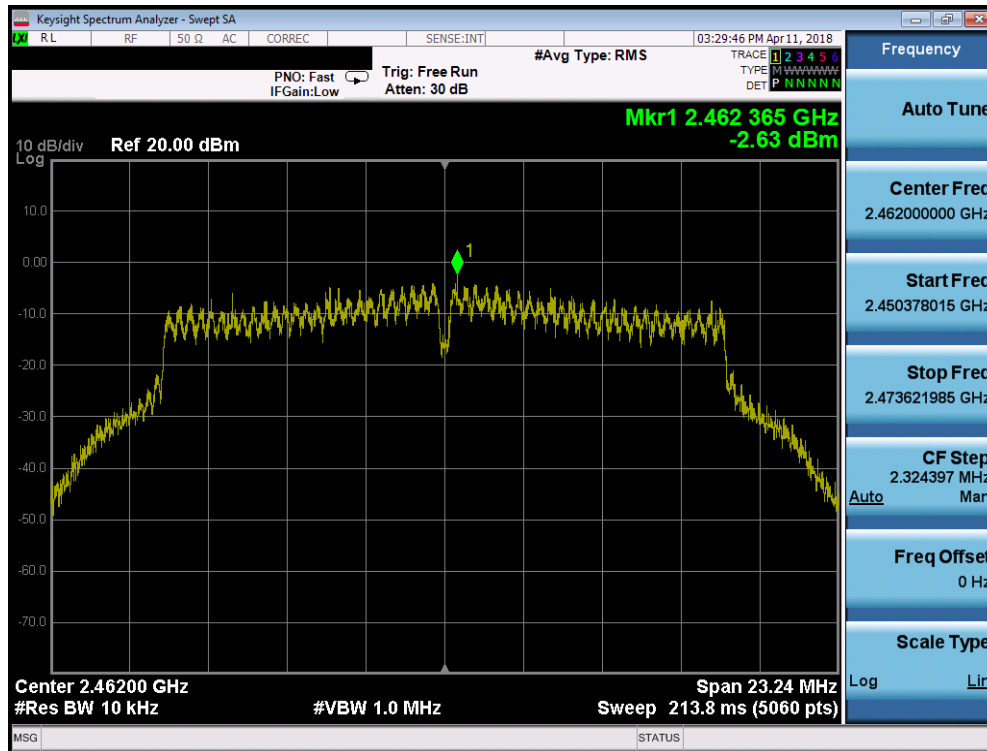 Keysight Spectrum Analyzer - Swept SA
LXI RL RF 50 Ω AC CORREC SENSE:INT 03:29:46 PM Apr 11, 2018
#Avg Type: RMS TRACE 1 2 3 4 5 6
PNO: Fast Trig: Free Run TYPE M WWWWW
IFGain:Low Atten: 30 dB DET P N N N N N
Mkr1 2.462 365 GHz
-2.63 dBm
10 dB/div Ref 20.00 dBm
Log
10.0
1
0.00
-10.0
-20.0
-30.0
-40.0
-50.0
-60.0
-70.0
Center 2.46200 GHz Span 23.24 MHz
#Res BW 10 kHz #VBW 1.0 MHz Sweep 213.8 ms (5060 pts)
MSG STATUS
Frequency
Auto Tune
Center Freq
2.462000000 GHz
Start Freq
2.450378015 GHz
Stop Freq
2.473621985 GHz
CF Step
2.324397 MHz
Auto Man
Freq Offset
0 Hz
Scale Type
Log Lin